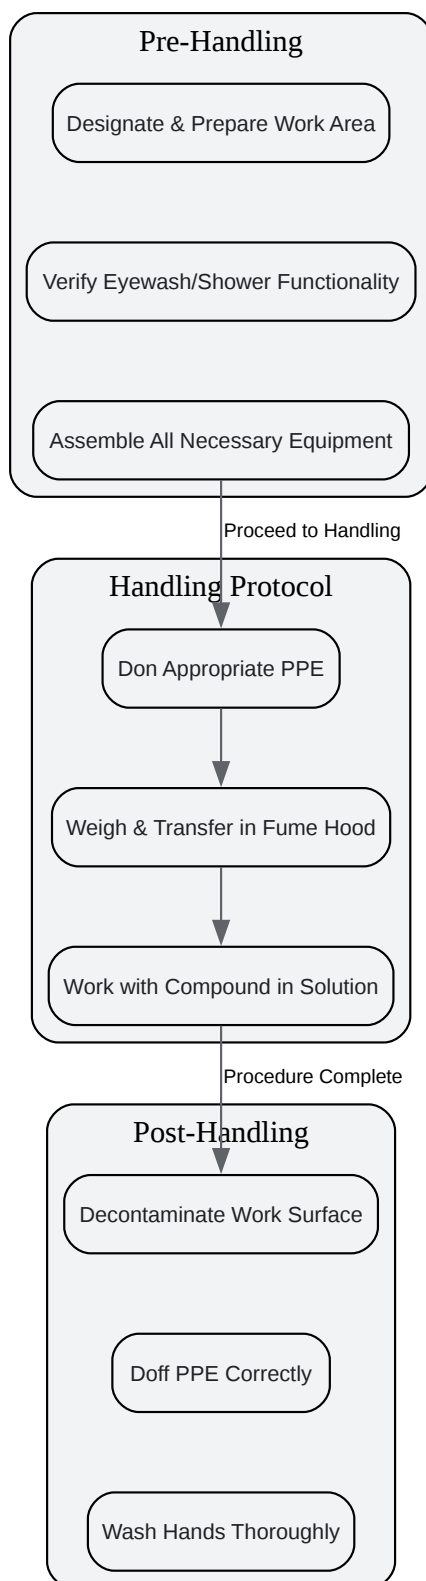 Pre-Handling
Designate & Prepare Work Area
Verify Eyewash/Shower Functionality
Assemble All Necessary Equipment
Proceed to Handling
Handling Protocol
Don Appropriate PPE
Weigh & Transfer in Fume Hood
Work with Compound in Solution
Procedure Complete
Post-Handling
Decontaminate Work Surface
Doff PPE Correctly
Wash Hands Thoroughly